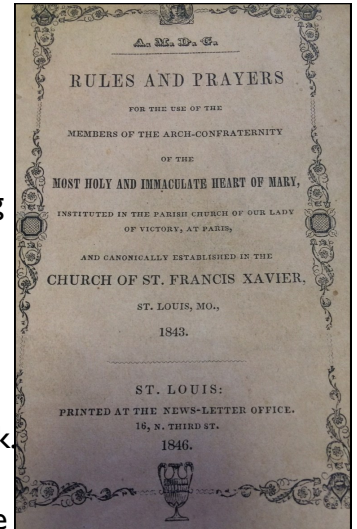 A. M. D. G.
RULES AND PRAYERS
FOR THE USE OF THE
MEMBERS OF THE ARCH-CONFRATERNITY
OF THE
MOST HOLY AND IMMACULATE HEART OF MARY,
INSTITUTED IN THE PARISH CHURCH OF OUR LADY
OF VICTORY, AT PARIS,
AND CANONICALLY ESTABLISHED IN THE
CHURCH OF ST. FRANCIS XAVIER,
ST. LOUIS, MO.,
1843.
ST. LOUIS:
PRINTED AT THE NEWS-LETTER OFFICE.
16, N. THIRD ST.
1846.